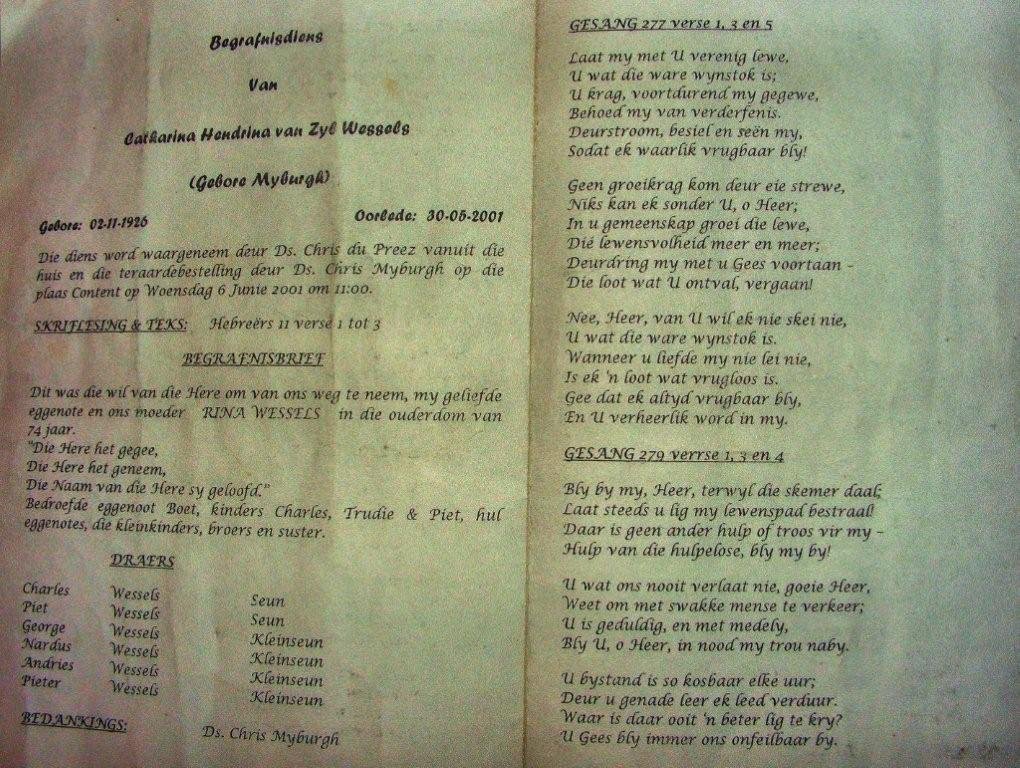 Begrafnisdiens
Van
Catharina Hendrina van Zyl Wessels
(Gebore Myburgh)
Gebore: 02-11-1926 Oorlede: 30-05-2001
Die diens word waargeneem deur Ds. Chris du Preez vanuit die
huis en die teraardebestelling deur Ds. Chris Myburgh op die
plaas Content op Woensdag 6 Junie 2001 om 11:00.
SKRIFLESING & TEKS: Hebreërs 11 verse 1 tot 3
BEGRAFNISBRIEF
Dit was die wil van die Here om van ons weg te neem, my geliefde
eggenote en ons moeder RINA WESSELS in die ouderdom van
74 jaar.
"Die Here het gegee,
Die Here het geneem,
Die Naam van die Here sy geloofd."
Bedroefde eggenoot Boet, kinders Charles, Trudie & Piet, hul
eggenotes, die kleinkinders, broers en suster.
DRAERS
Charles Wessels Seun
Piet Wessels Seun
George Wessels Kleinseun
Nardus Wessels Kleinseun
Andries Wessels Kleinseun
Pieter Wessels Kleinseun
BEDANKINGS: Ds. Chris Myburgh
GESANG 277 verse 1, 3 en 5
Laat my met U verenig lewe,
U wat die ware wynstok is;
U krag, voortdurend my gegewe,
Behoed my van verderfenis.
Deurstroom, besiel en seën my,
Sodat ek waarlik vrugbaar bly!
Geen groeikrag kom deur eie strewe,
Niks kan ek sonder U, o Heer;
In u gemeenskap groei die lewe,
Dié lewensvolheid meer en meer;
Deurdring my met u Gees voortaan –
Die loot wat U ontval, vergaan!
Nee, Heer, van U wil ek nie skei nie,
U wat die ware wynstok is.
Wanneer u liefde my nie lei nie,
Is ek 'n loot wat vrugloos is.
Gee dat ek altyd vrugbaar bly,
En U verheerlik word in my.
GESANG 279 verrse 1, 3 en 4
Bly by my, Heer, terwyl die skemer daal;
Laat steeds u lig my lewenspad bestraal!
Daar is geen ander hulp of troos vir my –
Hulp van die hulpelose, bly my by!
U wat ons nooit verlaat nie, goeie Heer,
Weet om met swakke mense te verkeer;
U is geduldig, en met medely,
Bly U, o Heer, in nood my trou naby.
U bystand is so kosbaar elke uur;
Deur u genade leer ek leed verduur.
Waar is daar ooit 'n beter lig te kry?
U Gees bly immer ons onfeilbaar by.